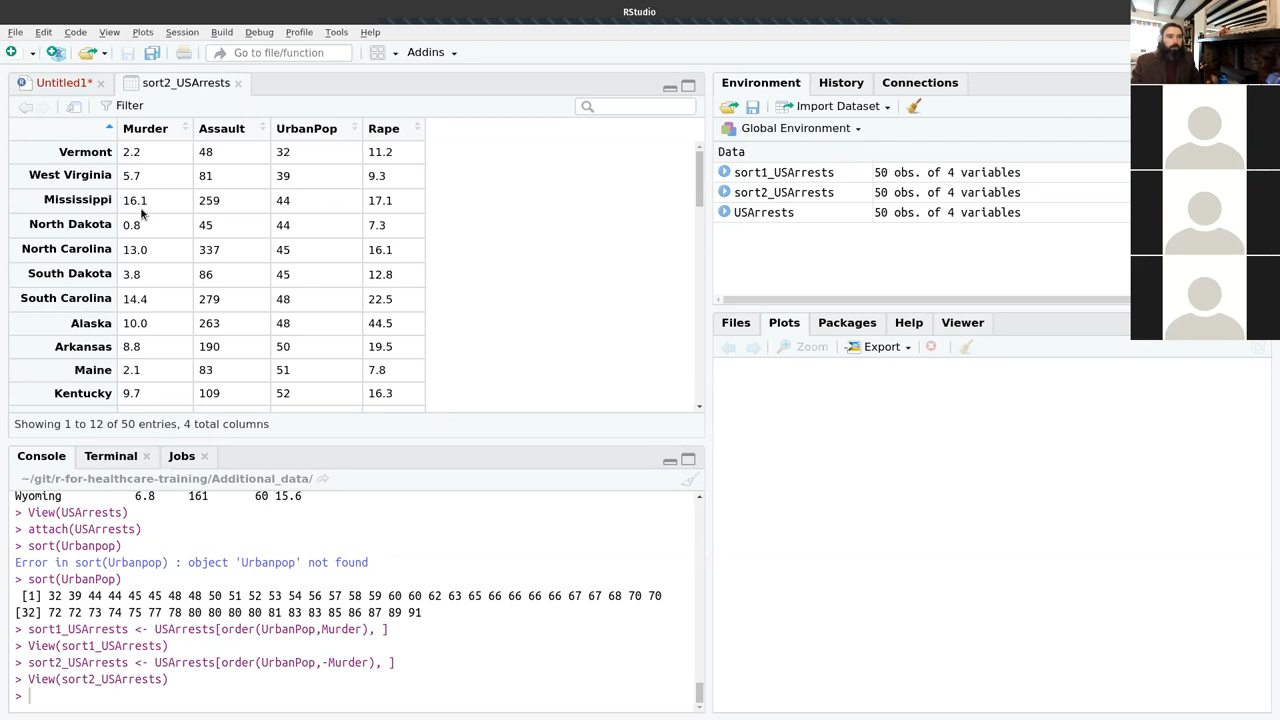 RStudio
File Edit Code View Plots Session Build Debug Profile Tools Help
Go to file/function Addins
Untitled1* sort2_USArrests
Filter
Murder Assault UrbanPop Rape
Vermont 2.2 48 32 11.2
West Virginia 5.7 81 39 9.3
Mississippi 16.1 259 44 17.1
North Dakota 0.8 45 44 7.3
North Carolina 13.0 337 45 16.1
South Dakota 3.8 86 45 12.8
South Carolina 14.4 279 48 22.5
Alaska 10.0 263 48 44.5
Arkansas 8.8 190 50 19.5
Maine 2.1 83 51 7.8
Kentucky 9.7 109 52 16.3
Showing 1 to 12 of 50 entries, 4 total columns
Console Terminal Jobs
~/git/r-for-healthcare-training/Additional_data/
Wyoming 6.8 161 60 15.6
> View(USArrests)
> attach(USArrests)
> sort(Urbanpop)
Error in sort(Urbanpop) : object 'Urbanpop' not found
> sort(UrbanPop)
[1] 32 39 44 44 45 45 48 48 50 51 52 53 54 56 57 58 59 60 60 62 63 65 66 66 66 66 67 67 68 70 70
[32] 72 72 73 74 75 77 78 80 80 80 80 81 83 83 85 86 87 89 91
> sort1_USArrests <- USArrests[order(UrbanPop,Murder), ]
> View(sort1_USArrests)
> sort2_USArrests <- USArrests[order(UrbanPop,-Murder), ]
> View(sort2_USArrests)
>
Environment History Connections
Import Dataset
Global Environment
Data
sort1_USArrests 50 obs. of 4 variables
sort2_USArrests 50 obs. of 4 variables
USArrests 50 obs. of 4 variables
Files Plots Packages Help Viewer
Zoom Export